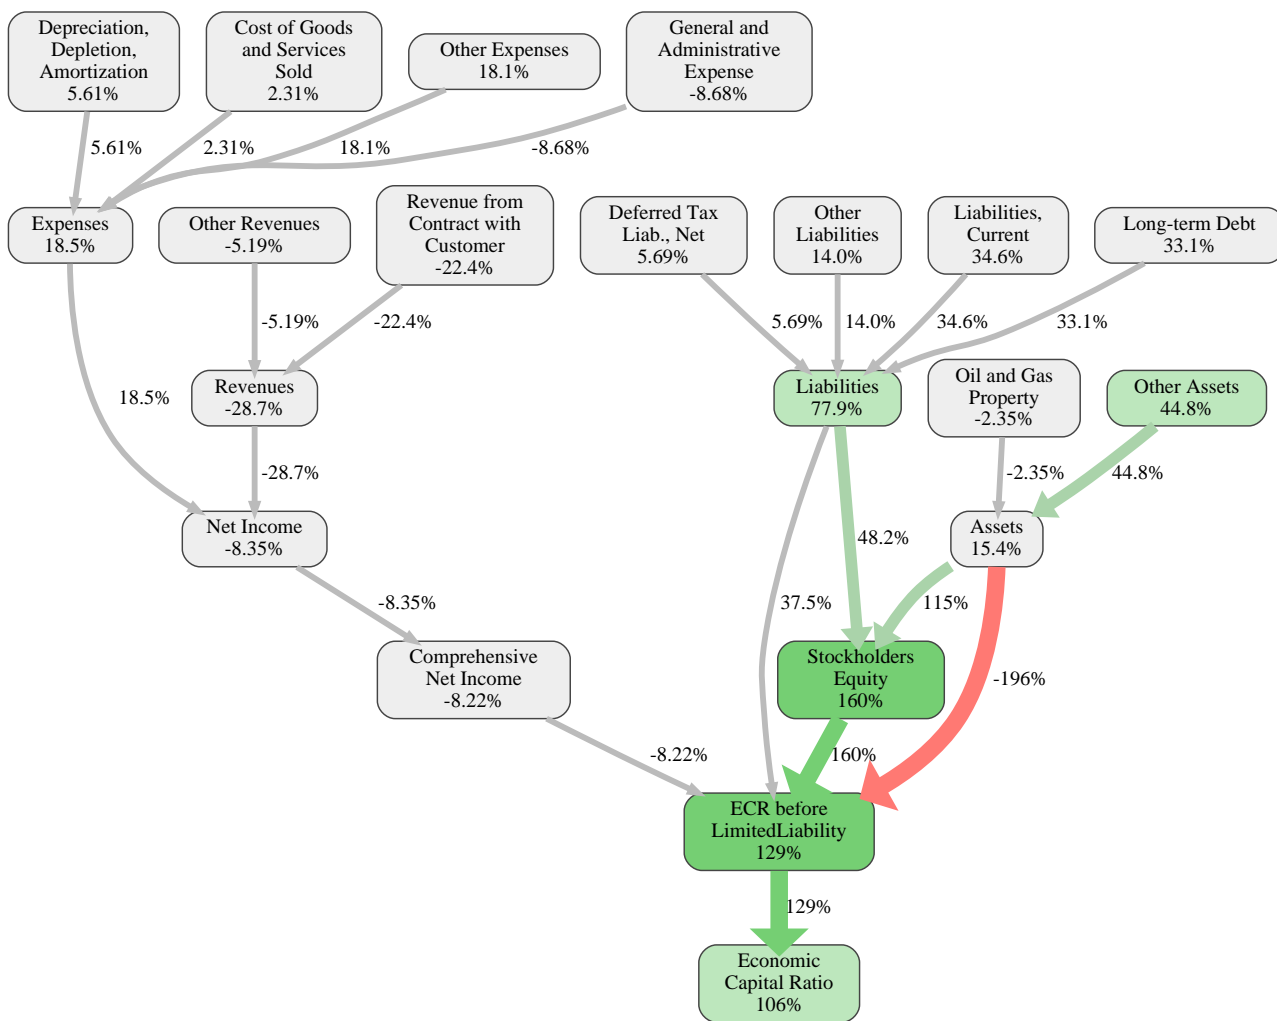 Depreciation,
Depletion,
Amortization
5.61%
Cost of Goods
and Services
Sold
2.31%
Other Expenses
18.1%
General and
Administrative
Expense
-8.68%
5.61%
2.31%
18.1%
-8.68%
Expenses
18.5%
Other Revenues
-5.19%
Revenue from
Contract with
Customer
-22.4%
Deferred Tax
Liab., Net
5.69%
Other
Liabilities
14.0%
Liabilities,
Current
34.6%
Long-term Debt
33.1%
-5.19%
-22.4%
5.69%
14.0%
34.6%
33.1%
18.5%
Revenues
-28.7%
Liabilities
77.9%
Oil and Gas
Property
-2.35%
Other Assets
44.8%
-28.7%
-2.35%
44.8%
Net Income
-8.35%
48.2%
Assets
15.4%
-8.35%
37.5%
115%
Comprehensive
Net Income
-8.22%
Stockholders
Equity
160%
-196%
-8.22%
160%
ECR before
LimitedLiability
129%
129%
Economic
Capital Ratio
106%